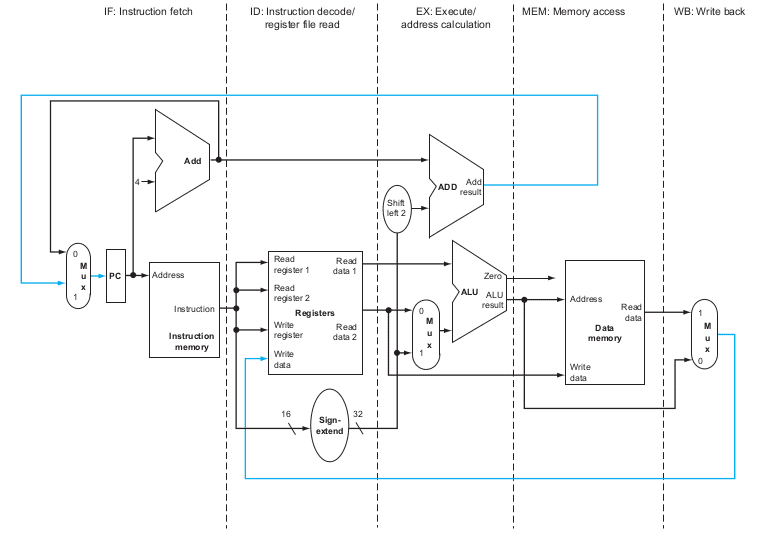 IF: Instruction fetch
ID: Instruction decode/
register file read
EX: Execute/
address calculation
MEM: Memory access
WB: Write back
Add
4
ADD
Add
result
Shift
left 2
0
M
u
x
1
PC
Address
Instruction
Instruction
memory
Read
register 1
Read
data 1
Read
register 2
Registers
Write
register
Read
data 2
Write
data
0
M
u
x
1
Zero
ALU
ALU
result
Address
Read
data
Data
memory
Write
data
1
M
u
x
0
16
Sign-
extend
32